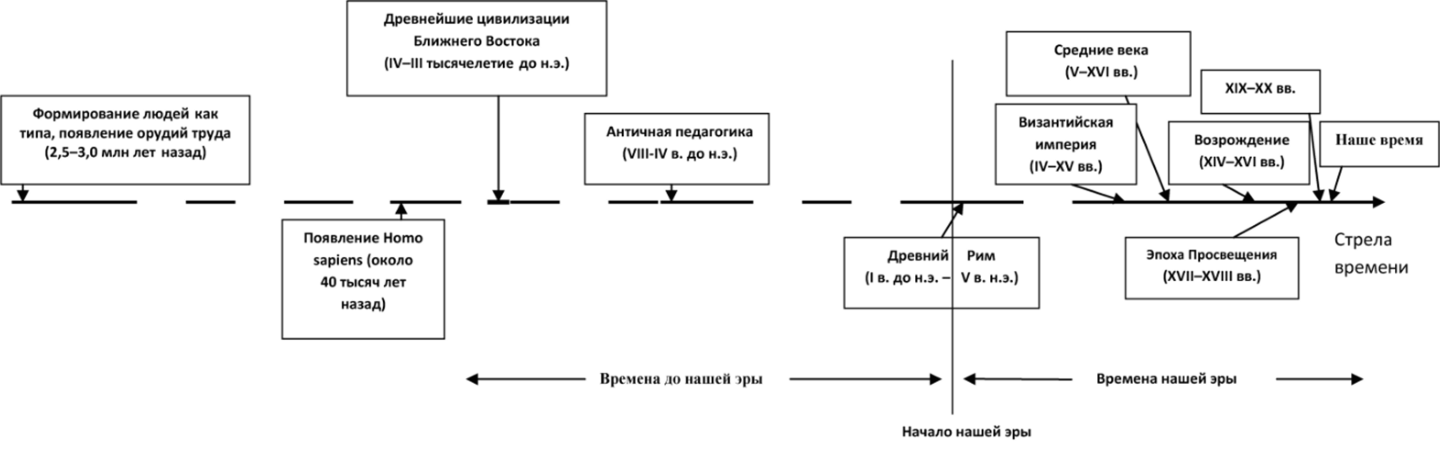 Формирование людей как
типа, появление орудий труда
(2,5–3,0 млн лет назад)
Появление Homo
sapiens (около
40 тысяч лет
назад)
Древнейшие цивилизации
Ближнего Востока
(IV–III тысячелетие до н.э.)
Античная педагогика
(VIII-IV в. до н.э.)
Древний Рим
(I в. до н.э. – V в. н.э.)
Византийская
империя
(IV–XV вв.)
Средние века
(V–XVI вв.)
Возрождение
(XIV–XVI вв.)
Эпоха Просвещения
(XVII–XVIII вв.)
XIX–XX вв.
Наше время
Стрела
времени
Времена до нашей эры
Времена нашей эры
Начало нашей эры